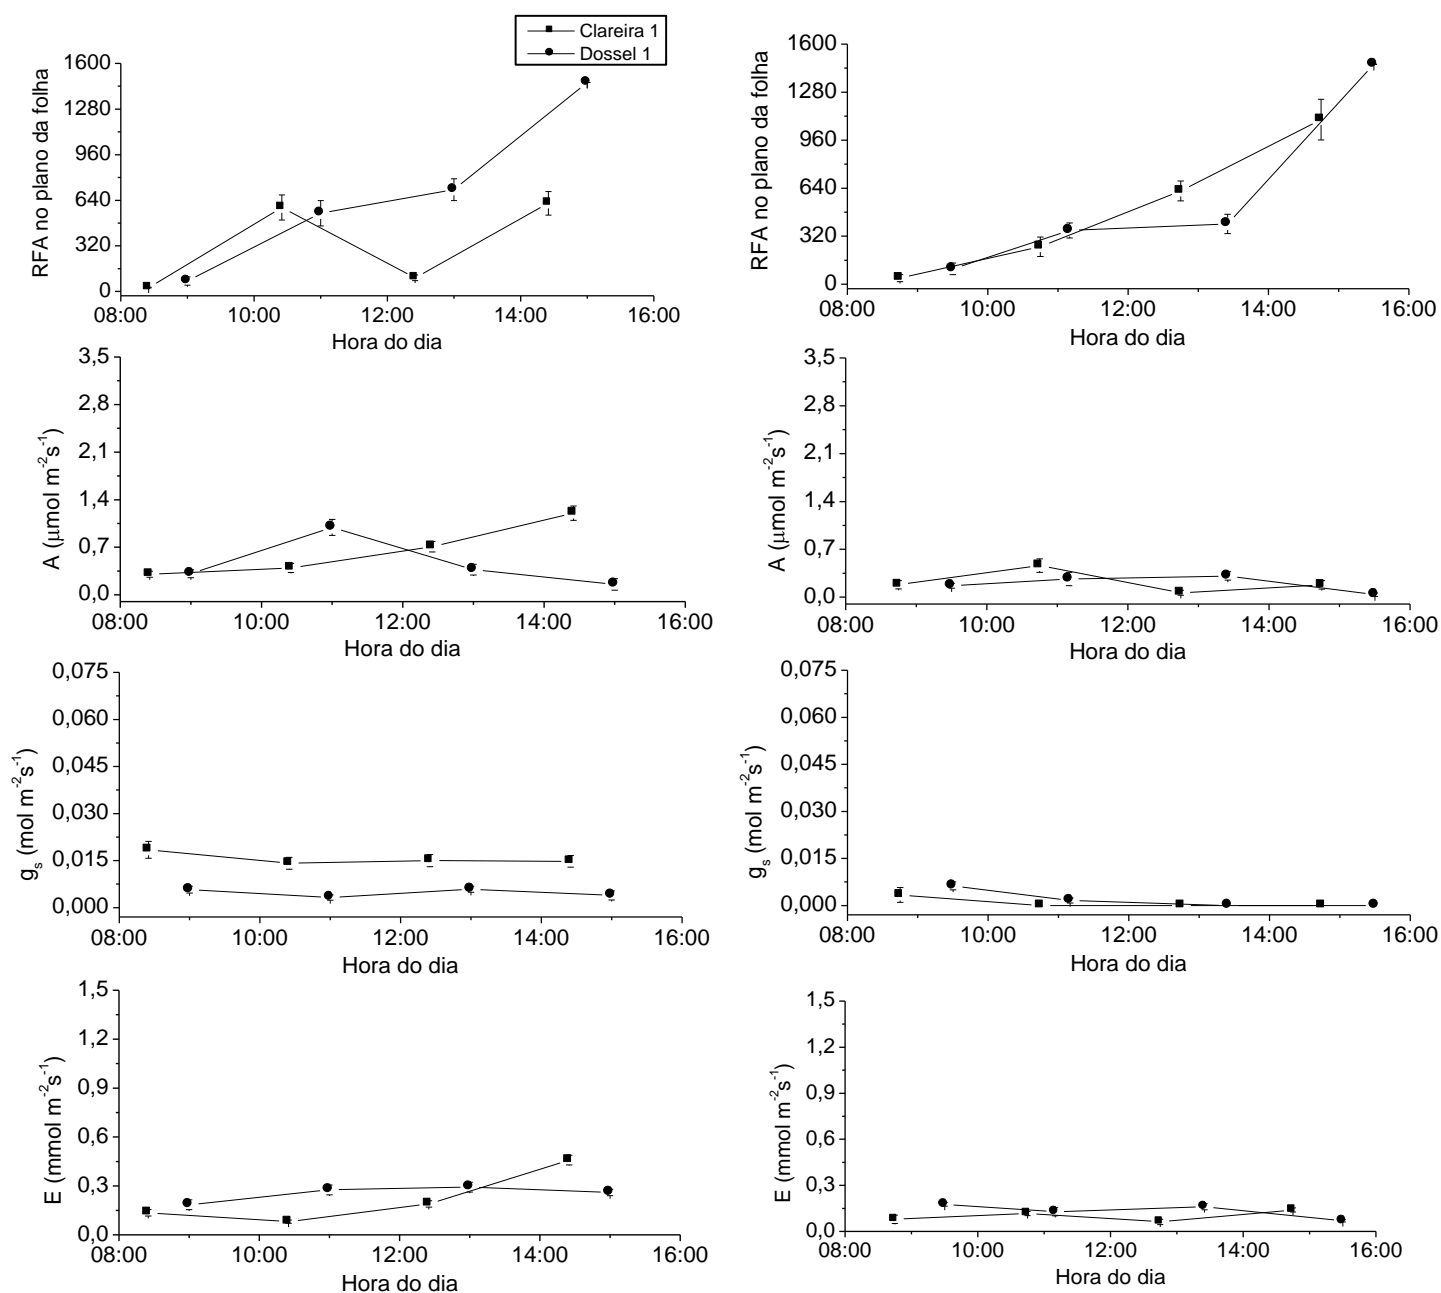 Clareira 1
Dossel 1
RFA no plano da folha
1600
1280
960
640
320
0
08:00 10:00 12:00 14:00 16:00
Hora do dia
RFA no plano da folha
1600
1280
960
640
320
0
08:00 10:00 12:00 14:00 16:00
Hora do dia
A (μmol m⁻²s⁻¹)
3,5
2,8
2,1
1,4
0,7
0,0
08:00 10:00 12:00 14:00 16:00
Hora do dia
A (μmol m⁻²s⁻¹)
3,5
2,8
2,1
1,4
0,7
0,0
08:00 10:00 12:00 14:00 16:00
Hora do dia
gₛ (mol m⁻²s⁻¹)
0,075
0,060
0,045
0,030
0,015
0,000
08:00 10:00 12:00 14:00 16:00
Hora do dia
gₛ (mol m⁻²s⁻¹)
0,075
0,060
0,045
0,030
0,015
0,000
08:00 10:00 12:00 14:00 16:00
Hora do dia
E (mmol m⁻²s⁻¹)
1,5
1,2
0,9
0,6
0,3
0,0
08:00 10:00 12:00 14:00 16:00
Hora do dia
E (mmol m⁻²s⁻¹)
1,5
1,2
0,9
0,6
0,3
0,0
08:00 10:00 12:00 14:00 16:00
Hora do dia